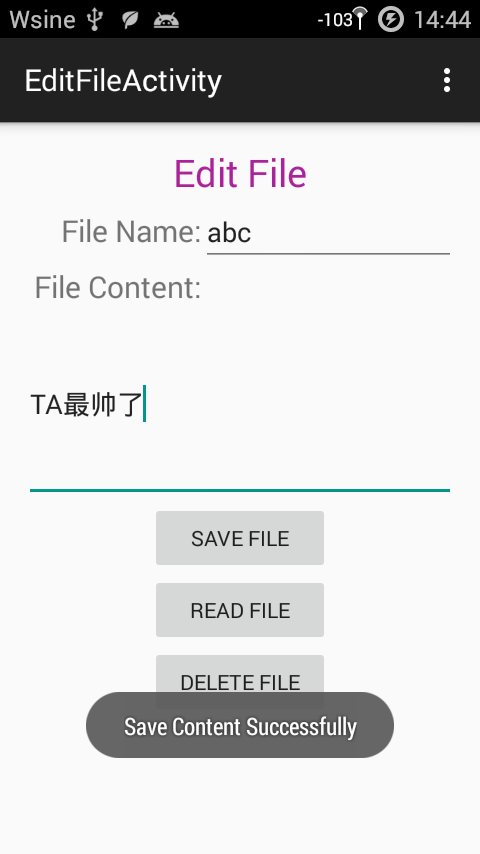 Wsine -103 14:44
EditFileActivity
Edit File
File Name: abc
File Content:
TA最帅了
SAVE FILE
READ FILE
DELETE FILE
Save Content Successfully